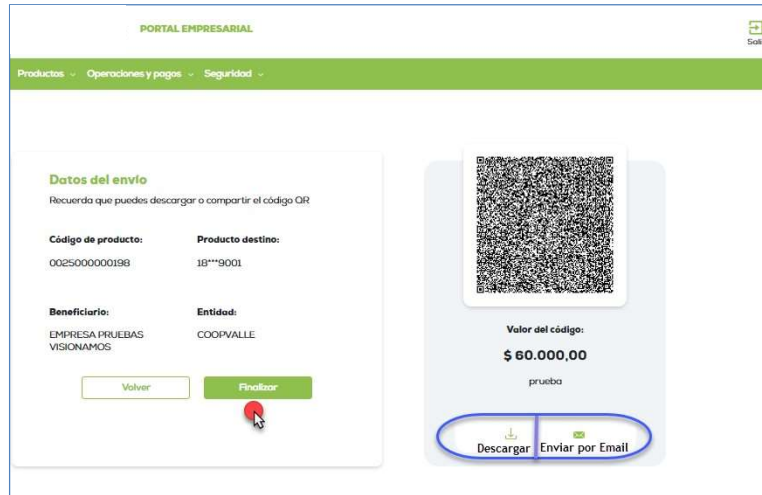 PORTAL EMPRESARIAL
Productos Operaciones y pagos Seguridad
Datos del envío
Recuerda que puedes descargar o compartir el código QR
Código de producto: Producto destino:
0025000000198 18***9001
Beneficiario: Entidad:
EMPRESA PRUEBAS COOPVALLE
VISIONAMOS
Volver Finalizar
Valor del código:
$ 60.000,00
prueba
Descargar Enviar por Email